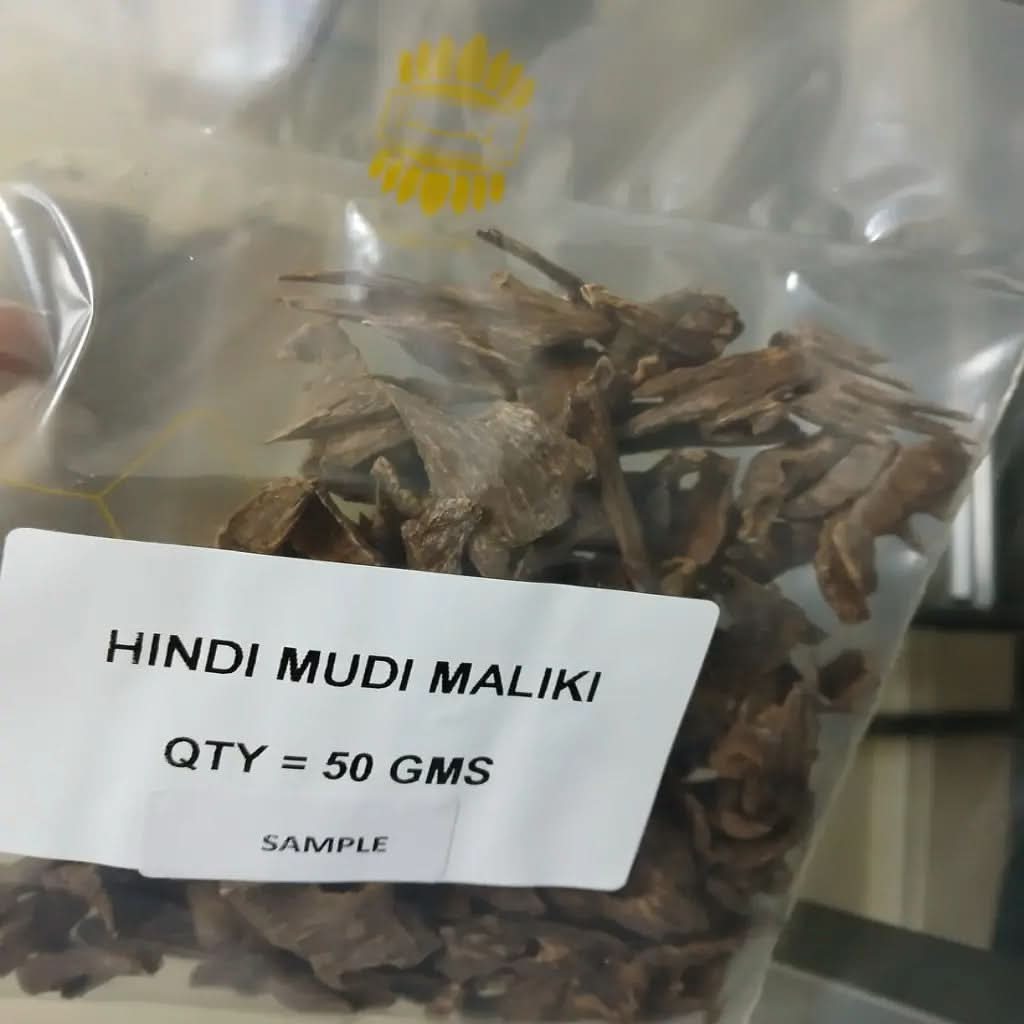 HINDI MUDI MALIKI
QTY = 50 GMS
SAMPLE